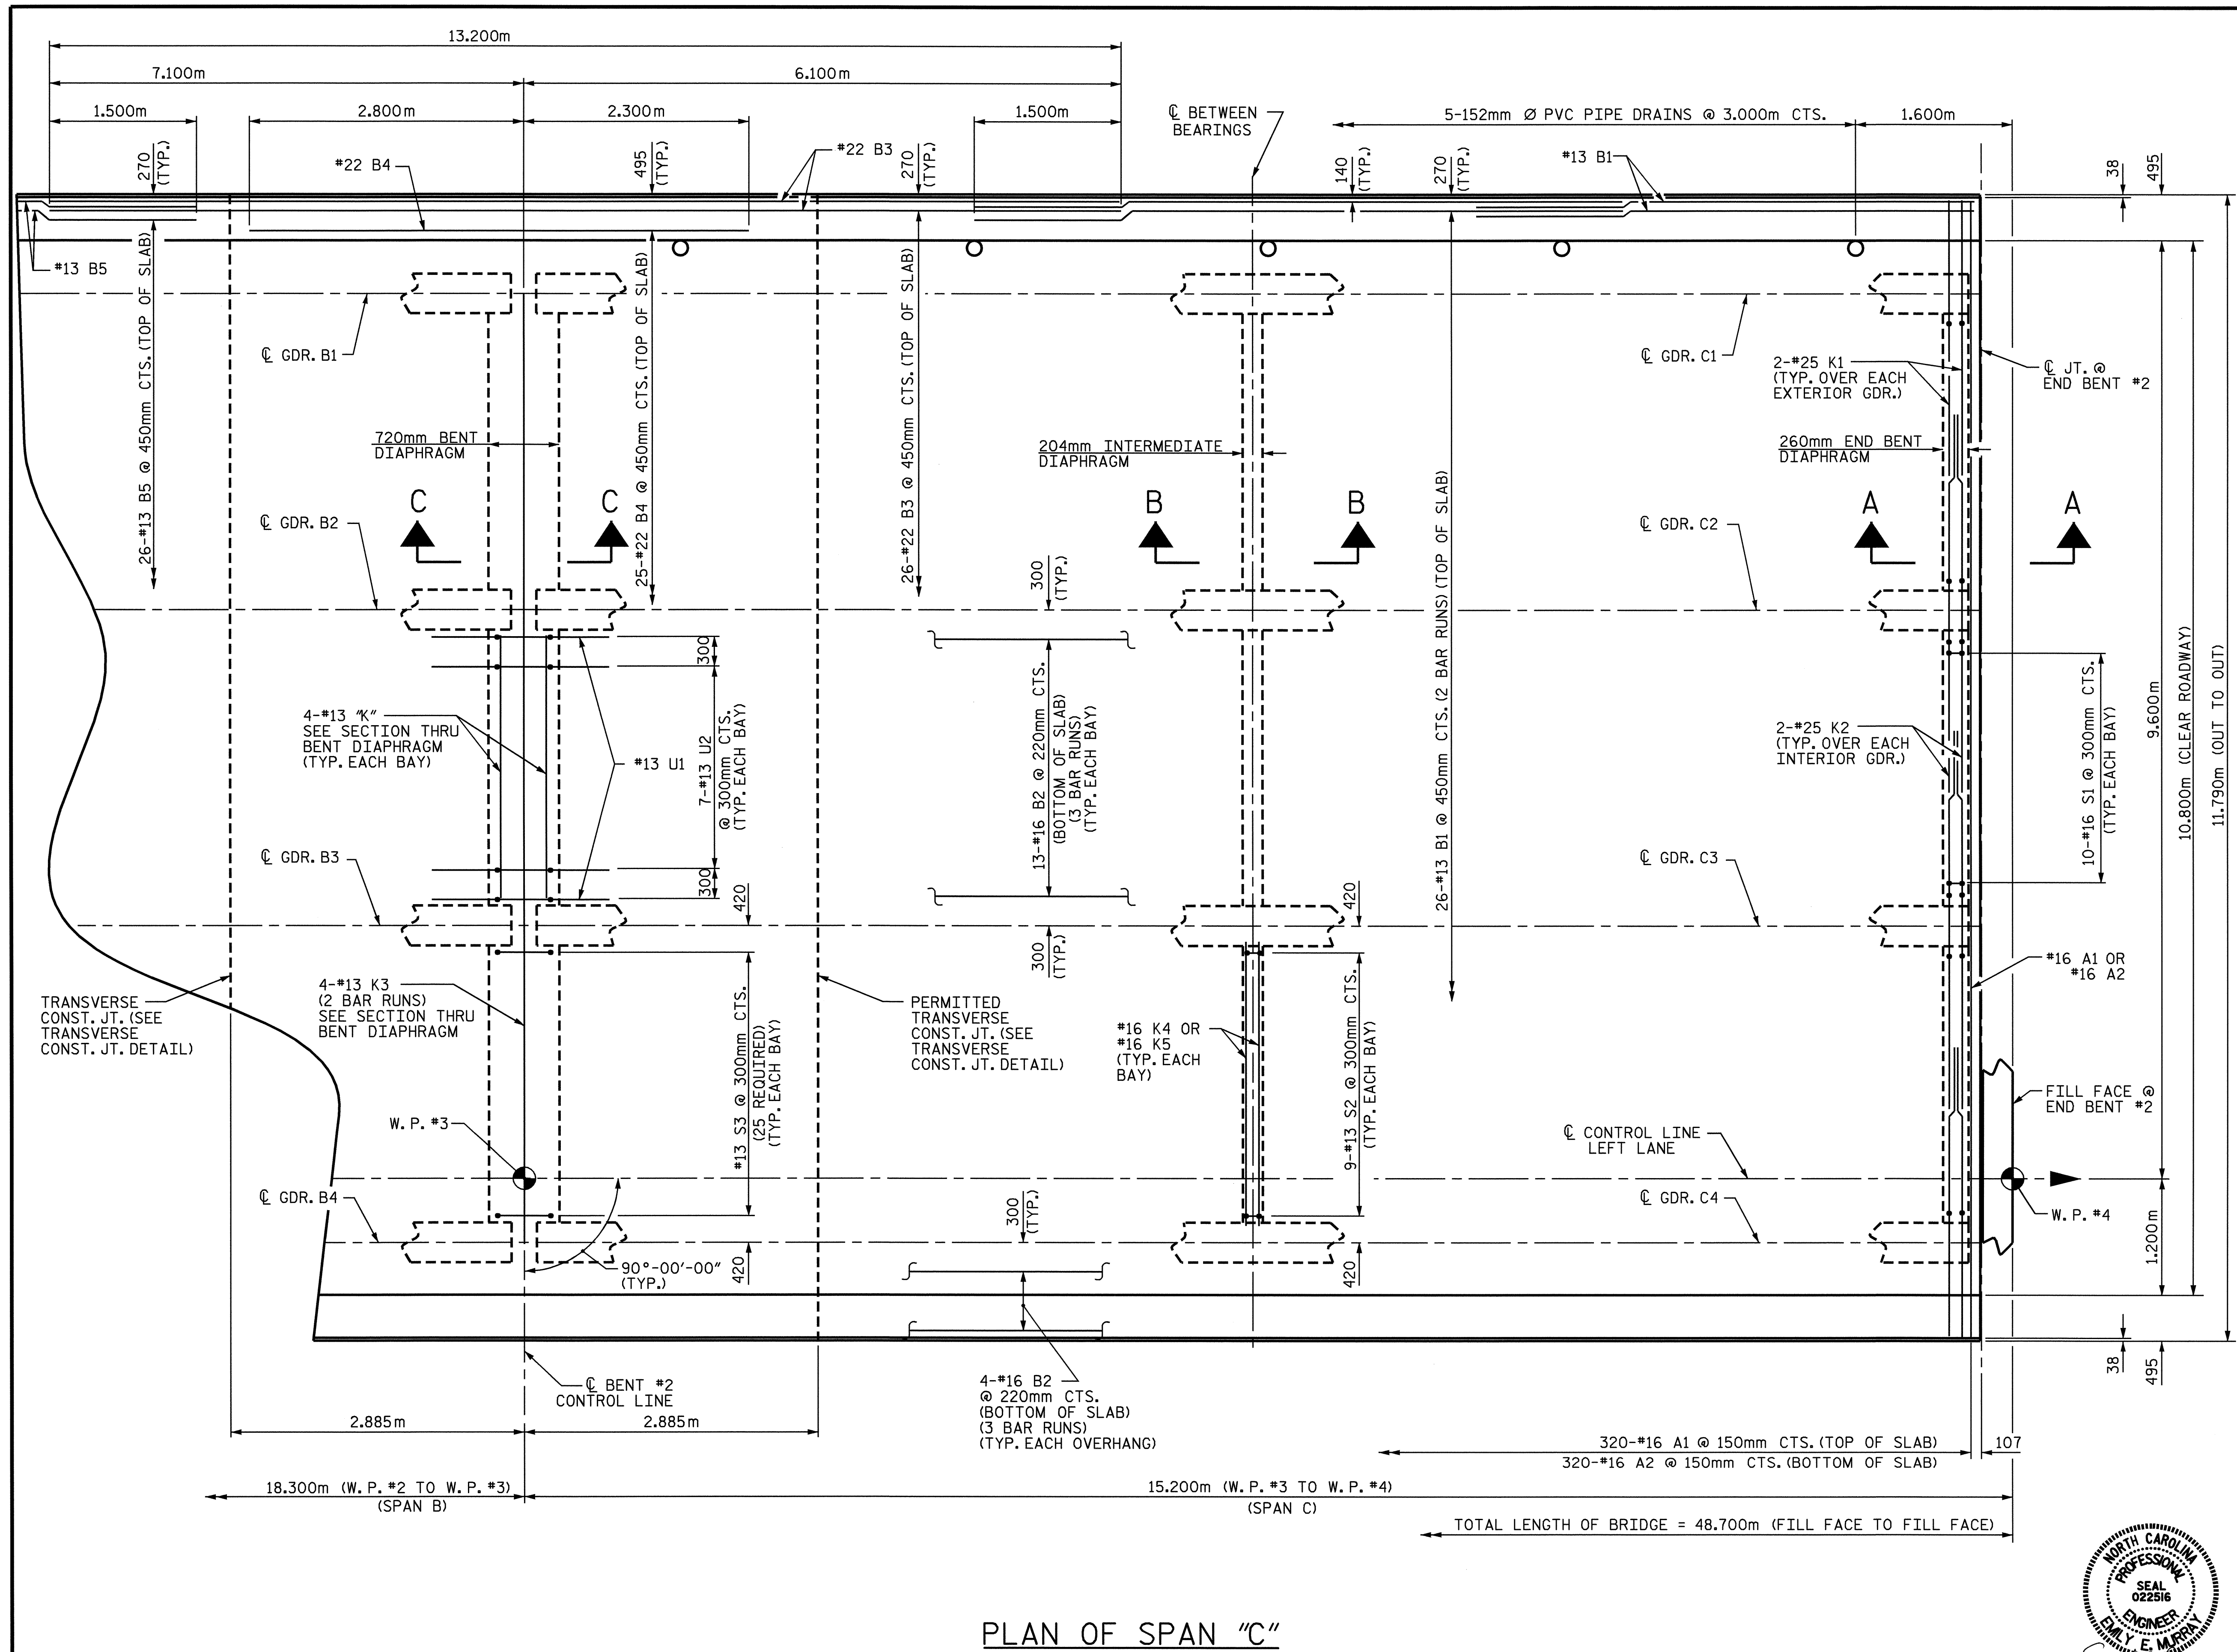 13.200m
7.100m
6.100m
1.500m
2.800m
2.300m
1.500m
℄ BETWEEN
BEARINGS
5-152mm Ø PVC PIPE DRAINS @ 3.000m CTS.
1.600m
270
(TYP.)
#22 B4
495
(TYP.)
#22 B3
270
(TYP.)
140
(TYP.)
270
(TYP.)
#13 B1
38
495
#13 B5
26-#13 B5 @ 450mm CTS. (TOP OF SLAB)
25-#22 B4 @ 450mm CTS. (TOP OF SLAB)
26-#22 B3 @ 450mm CTS. (TOP OF SLAB)
26-#13 B1 @ 450mm CTS. (2 BAR RUNS) (TOP OF SLAB)
℄ GDR. B1
℄ GDR. C1
2-#25 K1
(TYP. OVER EACH
EXTERIOR GDR.)
℄ JT. @
END BENT #2
720mm BENT
DIAPHRAGM
204mm INTERMEDIATE
DIAPHRAGM
260mm END BENT
DIAPHRAGM
C
C
B
B
A
A
℄ GDR. B2
℄ GDR. C2
300
(TYP.)
300
7-#13 U2
@ 300mm CTS.
(TYP. EACH BAY)
300
4-#13 "K"
SEE SECTION THRU
BENT DIAPHRAGM
(TYP. EACH BAY)
#13 U1
13-#16 B2 @ 220mm CTS.
(BOTTOM OF SLAB)
(3 BAR RUNS)
(TYP. EACH BAY)
2-#25 K2
(TYP. OVER EACH
INTERIOR GDR.)
10-#16 S1 @ 300mm CTS.
(TYP. EACH BAY)
9.600m
10.800m (CLEAR ROADWAY)
11.790m (OUT TO OUT)
℄ GDR. B3
℄ GDR. C3
420
300
(TYP.)
420
TRANSVERSE
CONST. JT. (SEE
TRANSVERSE
CONST. JT. DETAIL)
4-#13 K3
(2 BAR RUNS)
SEE SECTION THRU
BENT DIAPHRAGM
#13 S3 @ 300mm CTS.
(25 REQUIRED)
(TYP. EACH BAY)
PERMITTED
TRANSVERSE
CONST. JT. (SEE
TRANSVERSE
CONST. JT. DETAIL)
#16 K4 OR
#16 K5
(TYP. EACH
BAY)
9-#13 S2 @ 300mm CTS.
(TYP. EACH BAY)
#16 A1 OR
#16 A2
FILL FACE @
END BENT #2
W. P. #3
℄ CONTROL LINE
LEFT LANE
℄ GDR. B4
℄ GDR. C4
W. P. #4
90°-00'-00"
(TYP.)
420
300
(TYP.)
420
1.200m
38
495
℄ BENT #2
CONTROL LINE
4-#16 B2
@ 220mm CTS.
(BOTTOM OF SLAB)
(3 BAR RUNS)
(TYP. EACH OVERHANG)
2.885m
2.885m
320-#16 A1 @ 150mm CTS. (TOP OF SLAB)
320-#16 A2 @ 150mm CTS. (BOTTOM OF SLAB)
107
18.300m (W. P. #2 TO W. P. #3)
(SPAN B)
15.200m (W. P. #3 TO W. P. #4)
(SPAN C)
TOTAL LENGTH OF BRIDGE = 48.700m (FILL FACE TO FILL FACE)
PLAN OF SPAN "C"
NORTH CAROLINA
PROFESSIONAL
SEAL
022516
ENGINEER
EMILY E. MURRAY